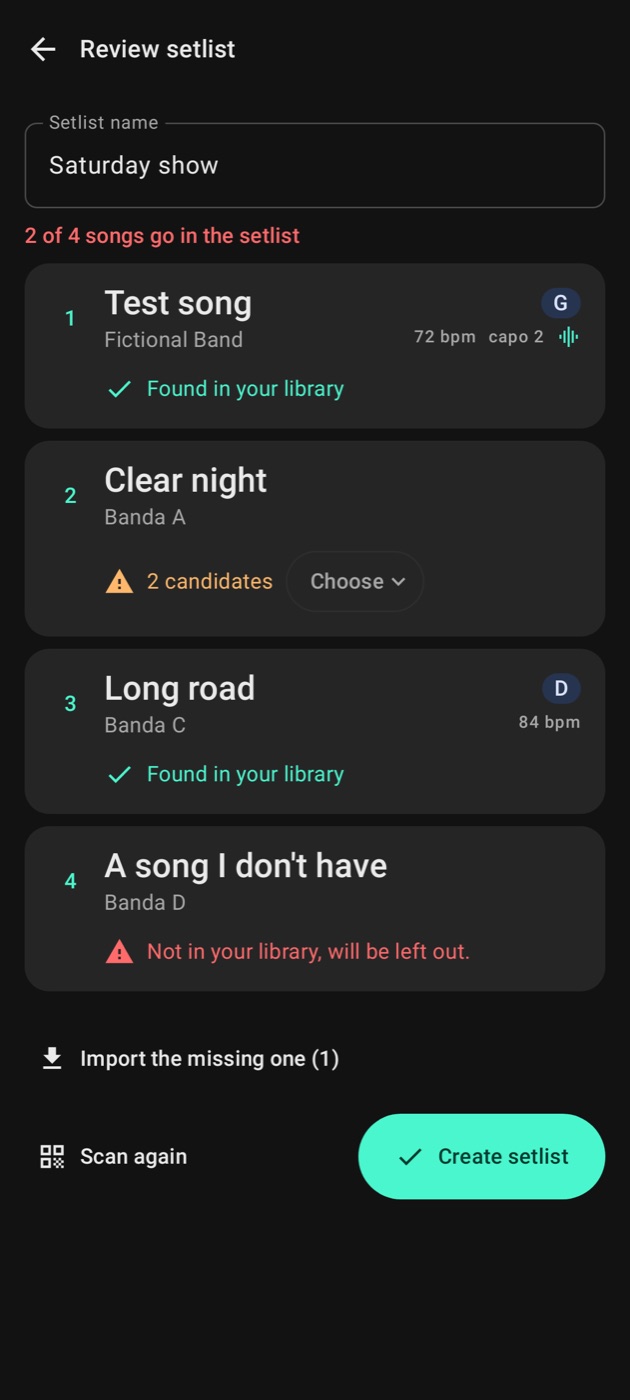 Review setlist
Setlist name
Saturday show
2 of 4 songs go in the setlist
1
Test song
G
Fictional Band
72 bpm capo 2
Found in your library
2
Clear night
Banda A
2 candidates
Choose
3
Long road
D
Banda C
84 bpm
Found in your library
4
A song I don't have
Banda D
Not in your library, will be left out.
Import the missing one (1)
Scan again
Create setlist